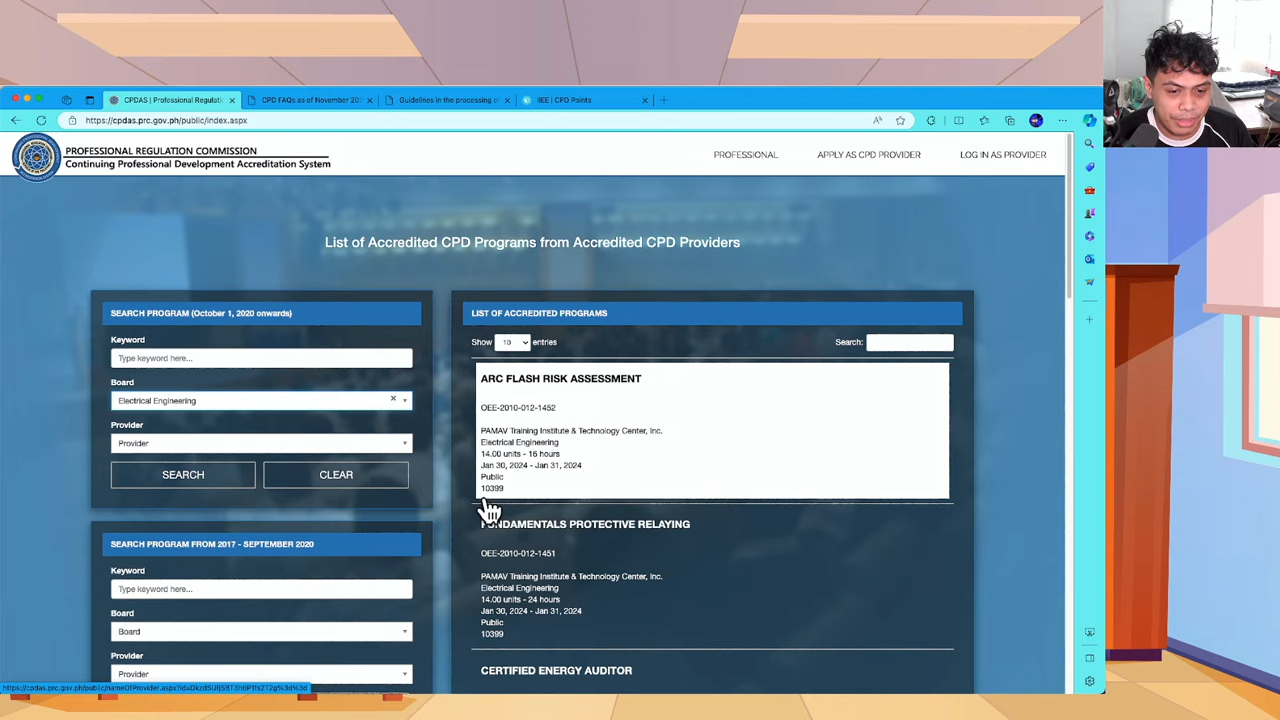 CPDAS | Professional Regulati
CPD FAQs as of November 202
Guidelines in the processing of
IIEE | CPD Points
https://cpdas.prc.gov.ph/public/index.aspx
PROFESSIONAL REGULATION COMMISSION
Continuing Professional Development Accreditation System
PROFESSIONAL
APPLY AS CPD PROVIDER
LOG IN AS PROVIDER
List of Accredited CPD Programs from Accredited CPD Providers
SEARCH PROGRAM (October 1, 2020 onwards)
Keyword
Type keyword here...
Board
Electrical Engineering
Provider
Provider
SEARCH
CLEAR
SEARCH PROGRAM FROM 2017 - SEPTEMBER 2020
Keyword
Type keyword here...
Board
Board
Provider
Provider
LIST OF ACCREDITED PROGRAMS
Show 10 entries
Search:
ARC FLASH RISK ASSESSMENT
OEE-2010-012-1452
PAMAV Training Institute & Technology Center, Inc.
Electrical Engineering
14.00 units - 16 hours
Jan 30, 2024 - Jan 31, 2024
Public
10399
FUNDAMENTALS PROTECTIVE RELAYING
OEE-2010-012-1451
PAMAV Training Institute & Technology Center, Inc.
Electrical Engineering
14.00 units - 24 hours
Jan 30, 2024 - Jan 31, 2024
Public
10399
CERTIFIED ENERGY AUDITOR